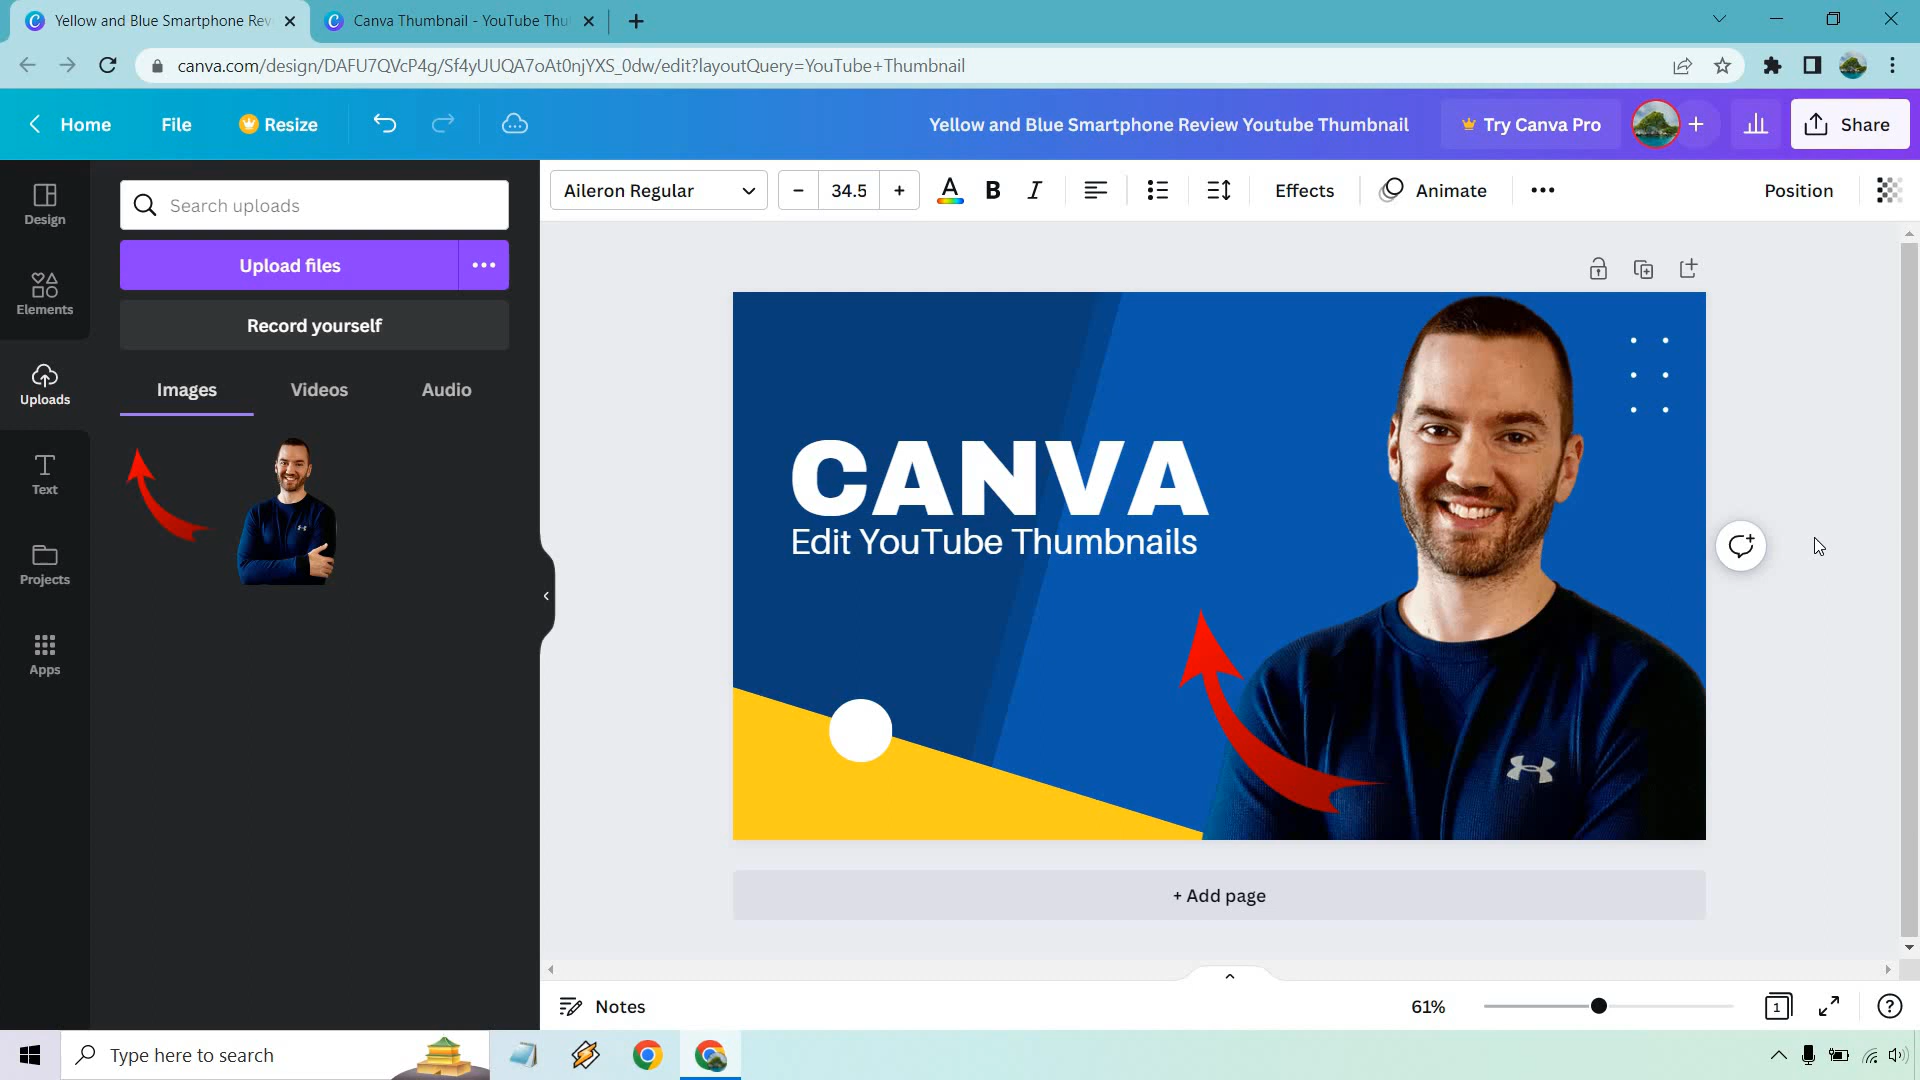 Yellow and Blue Smartphone Rev
Canva Thumbnail - YouTube Thu
canva.com/design/DAFU7QVcP4g/Sf4yUUQA7oAt0njYXS_0dw/edit?layoutQuery=YouTube+Thumbnail
Home
File
Resize
Yellow and Blue Smartphone Review Youtube Thumbnail
Try Canva Pro
Share
Design
Elements
Uploads
Text
Projects
Apps
Search uploads
Upload files
Record yourself
Images
Videos
Audio
Aileron Regular
34.5
A
B
I
Effects
Animate
Position
CANVA
Edit YouTube Thumbnails
+ Add page
Notes
61%
1
Type here to search